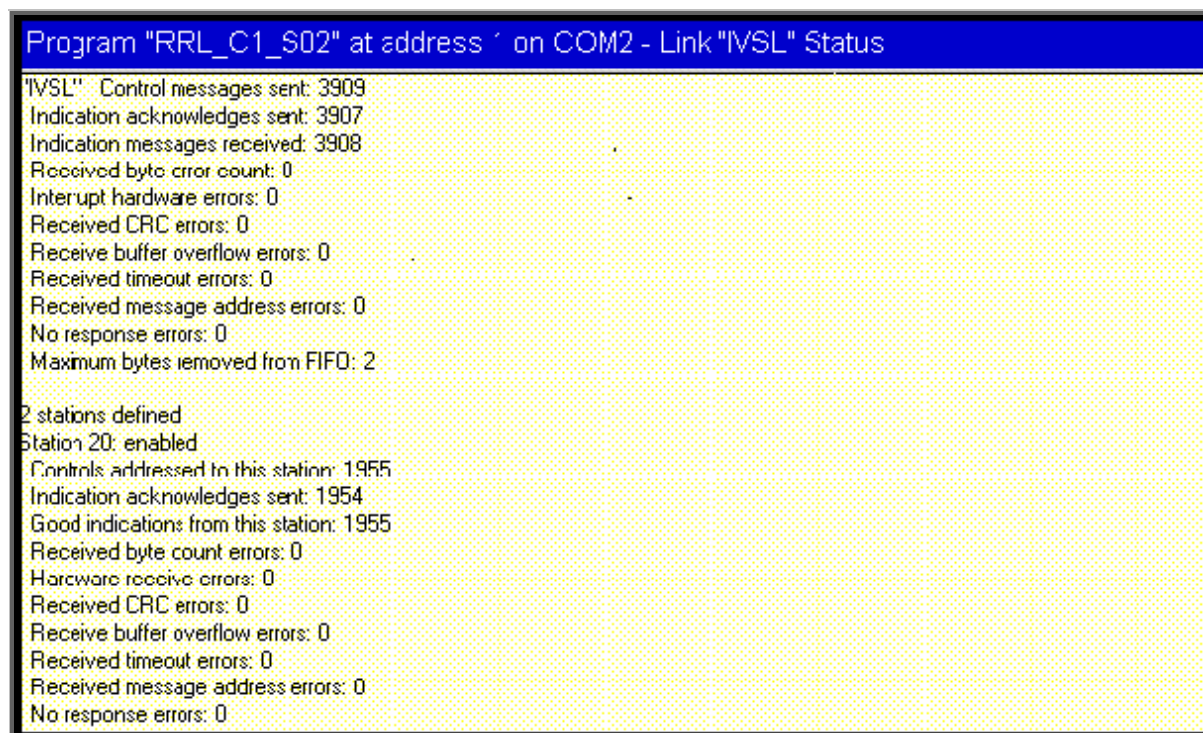 Program "RRL_C1_S02" at address 1 on COM2 - Link "IVSL" Status
"IVSL" Control messages sent: 3909
Indication acknowledges sent: 3907
Indication messages received: 3908
Received byte error count: 0
Interrupt hardware errors: 0
Received CRC errors: 0
Receive buffer overflow errors: 0
Received timeout errors: 0
Received message address errors: 0
No response errors: 0
Maximum bytes removed from FIFO: 2
2 stations defined
Station 20: enabled
Controls addressed to this station: 1955
Indication acknowledges sent: 1954
Good indications from this station: 1955
Received byte count errors: 0
Hardware receive errors: 0
Received CRC errors: 0
Receive buffer overflow errors: 0
Received timeout errors: 0
Received message address errors: 0
No response errors: 0